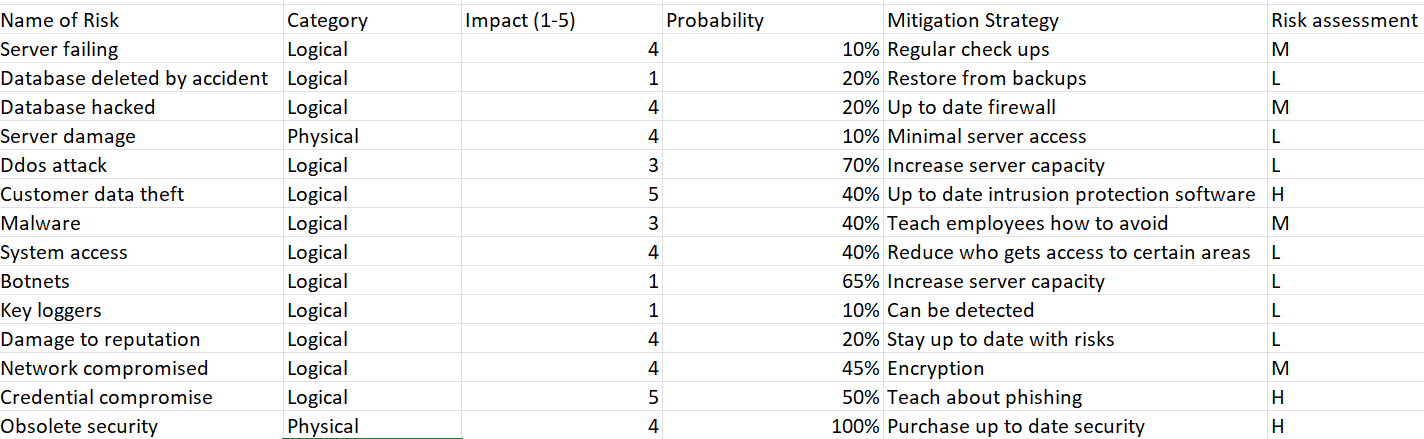 Name of Risk Category Impact (1-5) Probability Mitigation Strategy Risk assessment
Server failing Logical 4 10% Regular check ups M
Database deleted by accident Logical 1 20% Restore from backups L
Database hacked Logical 4 20% Up to date firewall M
Server damage Physical 4 10% Minimal server access L
Ddos attack Logical 3 70% Increase server capacity L
Customer data theft Logical 5 40% Up to date intrusion protection software H
Malware Logical 3 40% Teach employees how to avoid M
System access Logical 4 40% Reduce who gets access to certain areas L
Botnets Logical 1 65% Increase server capacity L
Key loggers Logical 1 10% Can be detected L
Damage to reputation Logical 4 20% Stay up to date with risks L
Network compromised Logical 4 45% Encryption M
Credential compromise Logical 5 50% Teach about phishing H
Obsolete security Physical 4 100% Purchase up to date security H